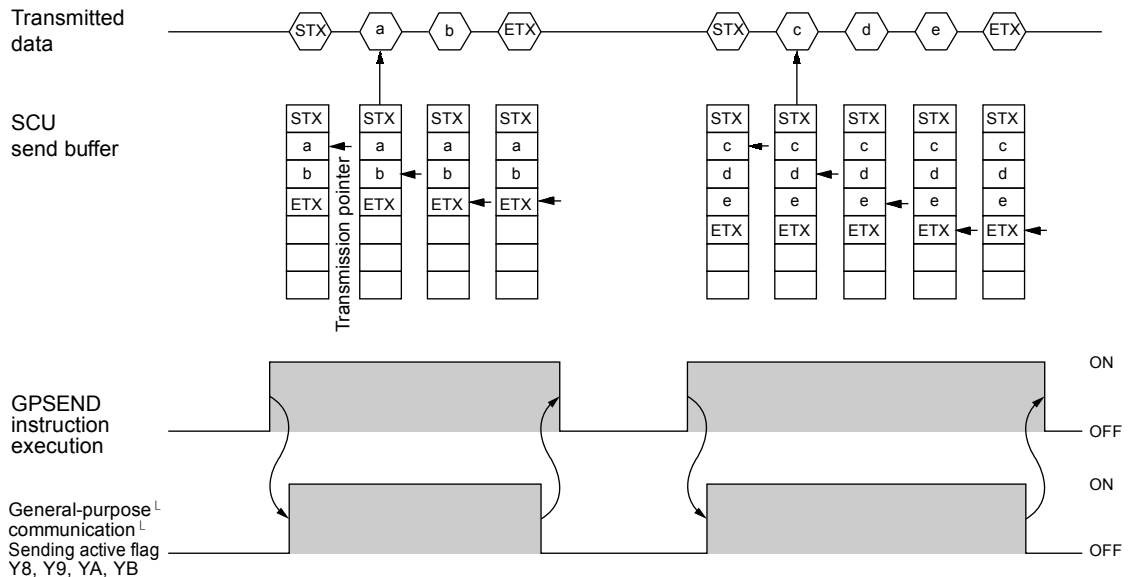 Transmitted
data
STX a b ETX STX c d e ETX
SCU
send buffer
STX STX STX STX STX STX STX STX STX
a a a a c c c c c
b b b b d d d d d
ETX ETX ETX ETX e e e e e
ETX ETX ETX ETX ETX
Transmission pointer
ON
GPSEND
instruction
execution
OFF
ON
General-purpose └
communication └
Sending active flag
Y8, Y9, YA, YB
OFF